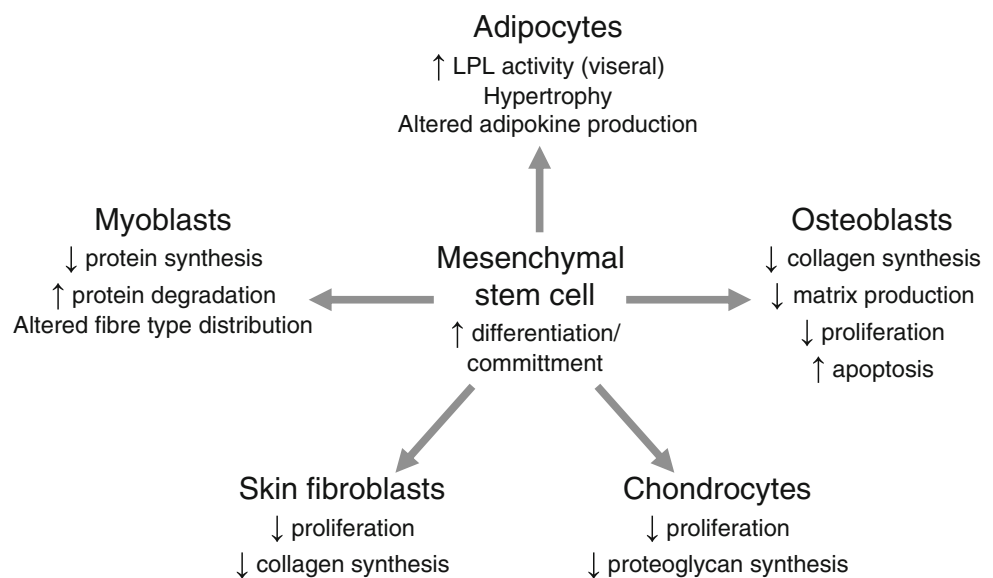 Adipocytes
↑ LPL activity (viseral)
Hypertrophy
Altered adipokine production
Myoblasts
↓ protein synthesis
↑ protein degradation
Altered fibre type distribution
Mesenchymal
stem cell
↑ differentiation/
committment
Osteoblasts
↓ collagen synthesis
↓ matrix production
↓ proliferation
↑ apoptosis
Skin fibroblasts
↓ proliferation
↓ collagen synthesis
Chondrocytes
↓ proliferation
↓ proteoglycan synthesis